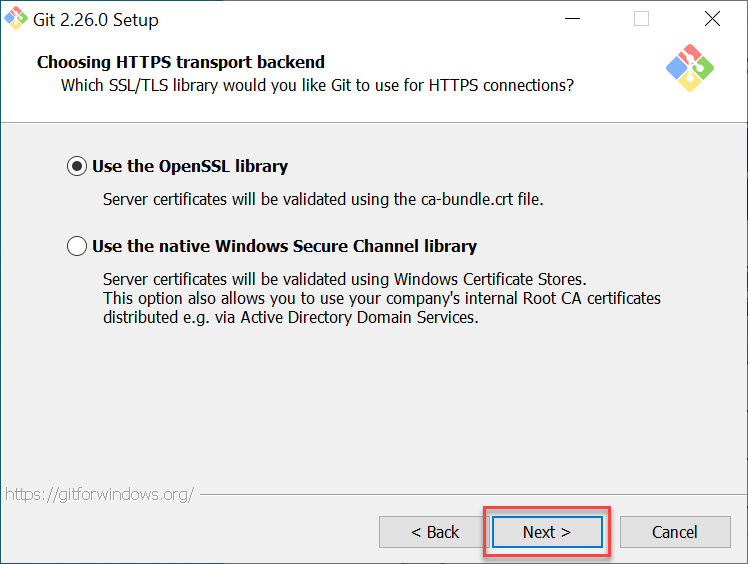 Git 2.26.0 Setup
Choosing HTTPS transport backend
Which SSL/TLS library would you like Git to use for HTTPS connections?
Use the OpenSSL library
Server certificates will be validated using the ca-bundle.crt file.
Use the native Windows Secure Channel library
Server certificates will be validated using Windows Certificate Stores.
This option also allows you to use your company's internal Root CA certificates
distributed e.g. via Active Directory Domain Services.
https://gitforwindows.org/
< Back
Next >
Cancel